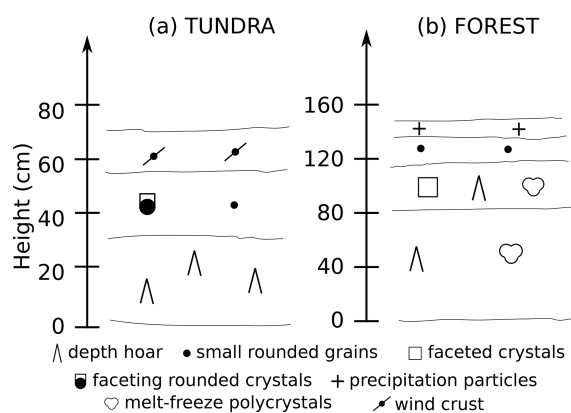 (a) TUNDRA
(b) FOREST
Height (cm)
80
60
40
20
0
160
120
80
40
0
depth hoar
small rounded grains
faceted crystals
faceting rounded crystals
precipitation particles
melt-freeze polycrystals
wind crust